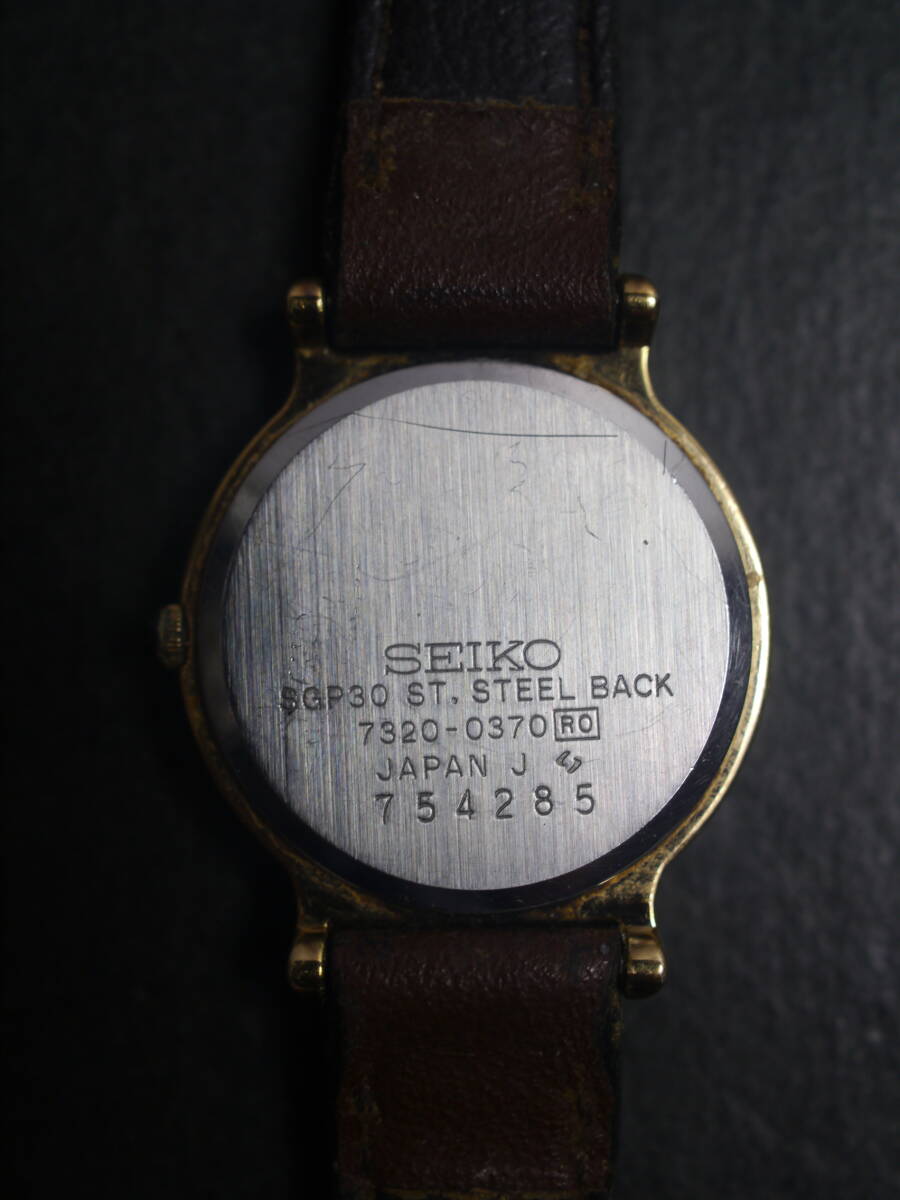 SEIKO
SGP30 ST. STEEL BACK
7320-0370 RO
JAPAN J
754285